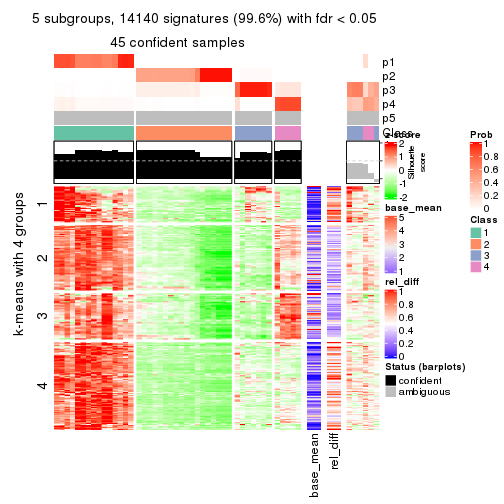 5 subgroups, 14140 signatures (99.6%) with fdr < 0.05
45 confident samples
p1
p2
p3
p4
p5
Class
z-score
2
1
0
-1
-2
Silhouette
score
base_mean
5
4
3
2
1
rel_diff
1
0.8
0.6
0.4
0.2
0
Status (barplots)
confident
ambiguous
Prob
1
0.8
0.6
0.4
0.2
0
Class
1
2
3
4
k-means with 4 groups
1
2
3
4
base_mean
rel_diff